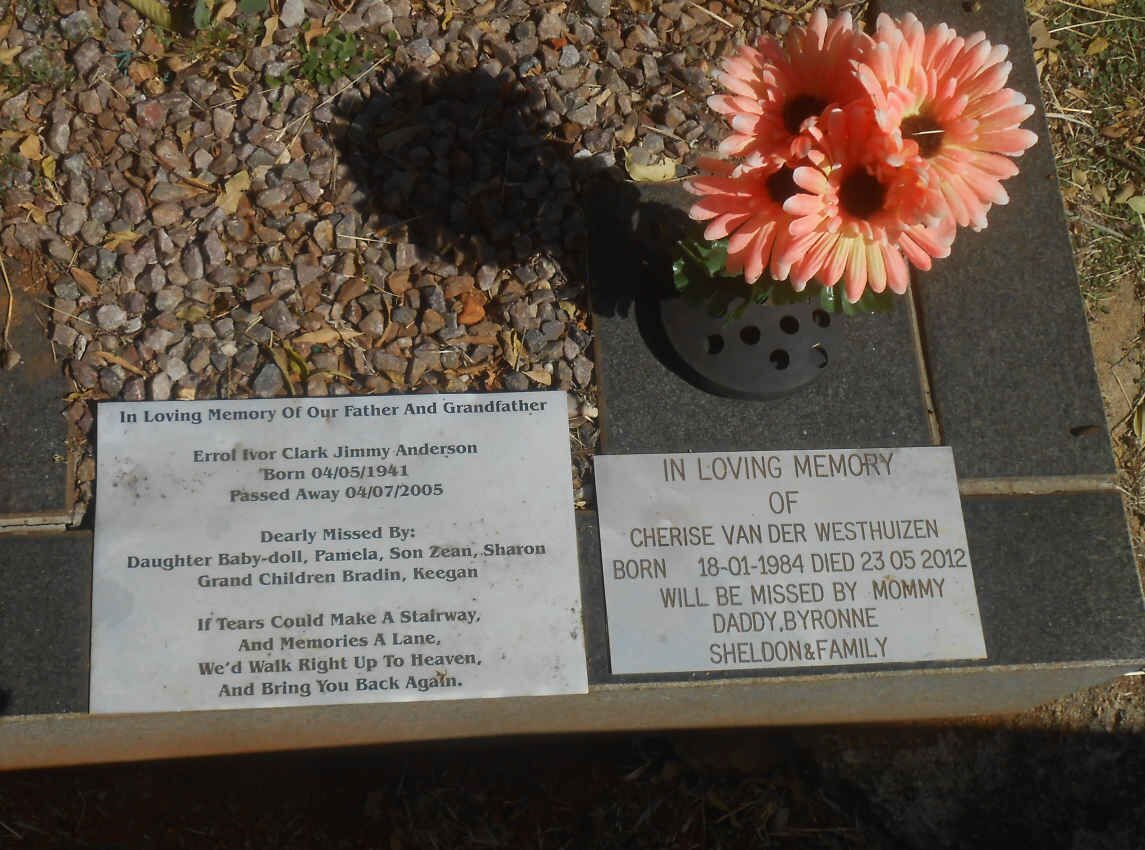 In Loving Memory Of Our Father And Grandfather
Errol Ivor Clark Jimmy Anderson
Born 04/05/1941
Passed Away 04/07/2005
Dearly Missed By:
Daughter Baby-doll, Pamela, Son Zean, Sharon
Grand Children Bradin, Keegan
If Tears Could Make A Stairway,
And Memories A Lane,
We'd Walk Right Up To Heaven,
And Bring You Back Again.
IN LOVING MEMORY
OF
CHERISE VAN DER WESTHUIZEN
BORN 18-01-1984 DIED 23 05 2012
WILL BE MISSED BY MOMMY
DADDY,BYRONNE
SHELDON&FAMILY